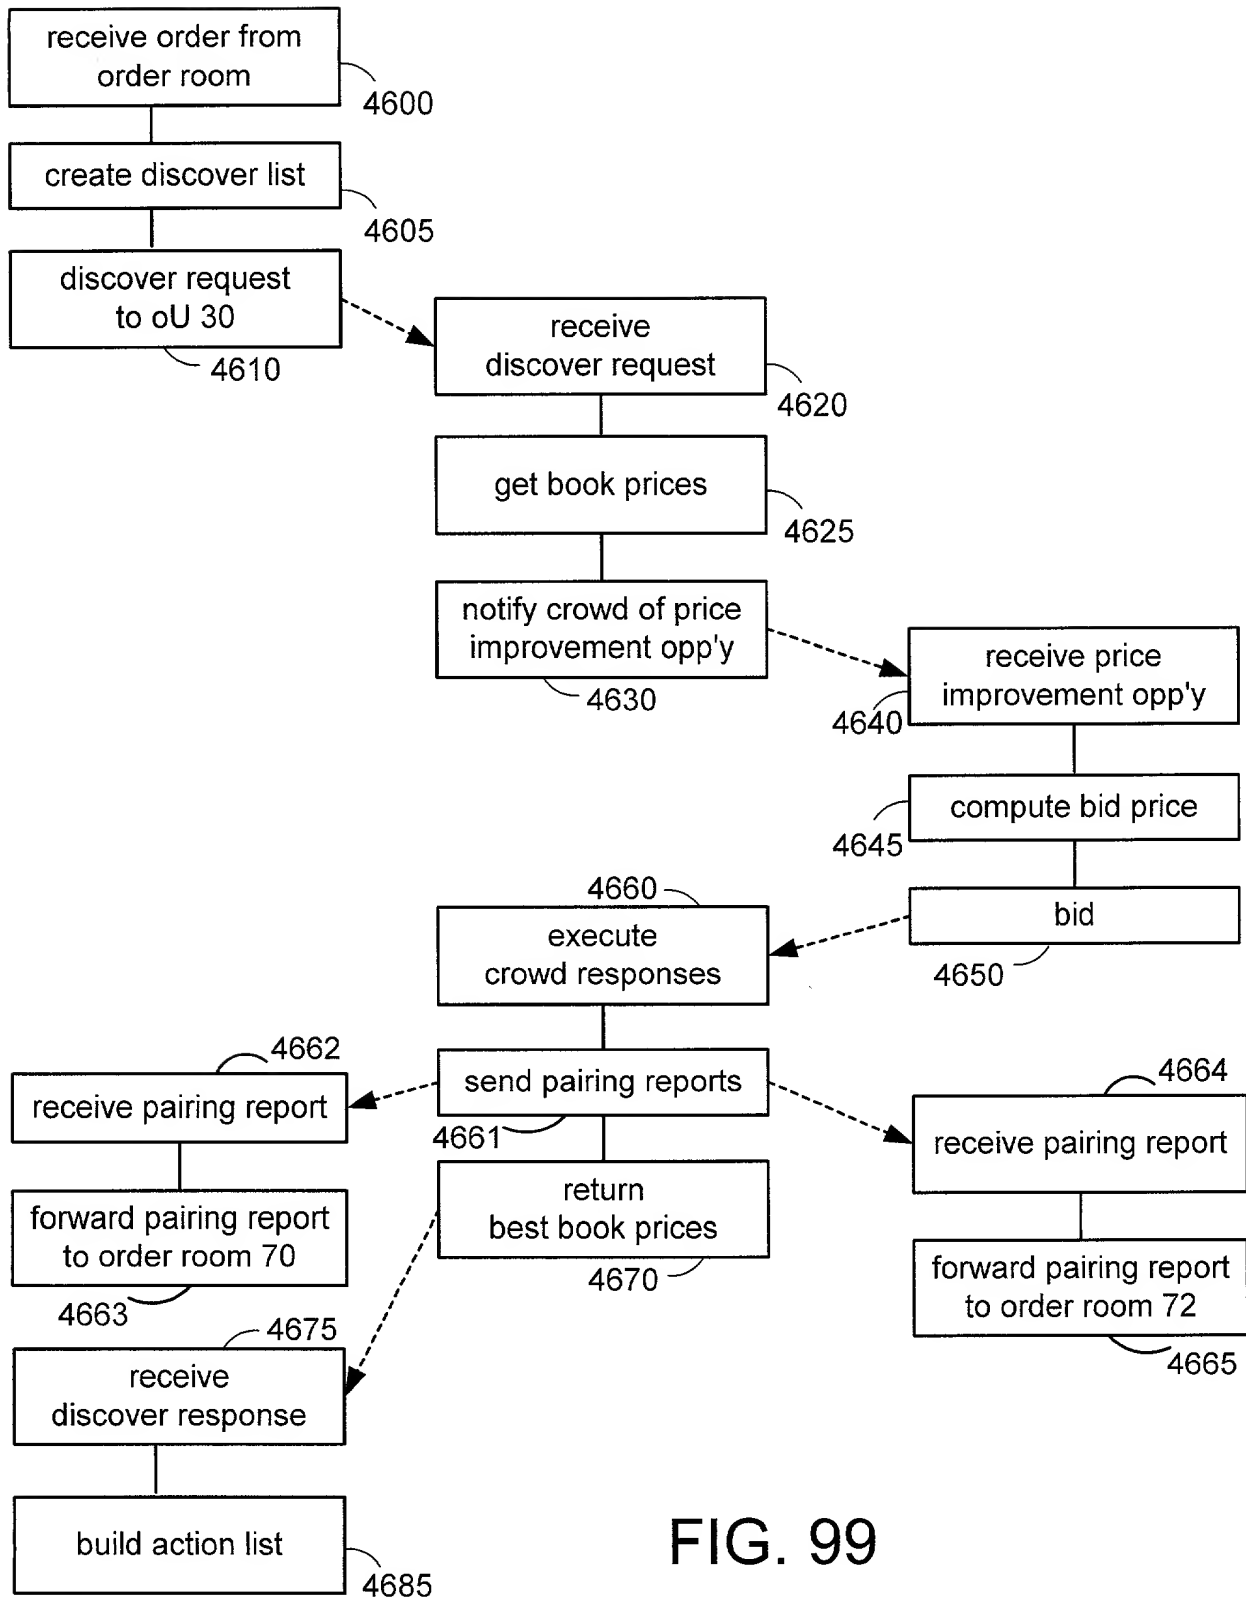 receive order from
order room
4600
create discover list
4605
discover request
to oU 30
4610
receive
discover request
4620
get book prices
4625
notify crowd of price
improvement opp'y
4630
receive price
improvement opp'y
4640
compute bid price
4645
bid
4650
4660
execute
crowd responses
send pairing reports
4661
4662
receive pairing report
forward pairing report
to order room 70
4663
4664
receive pairing report
forward pairing report
to order room 72
4665
return
best book prices
4670
4675
receive
discover response
build action list
4685
FIG. 99